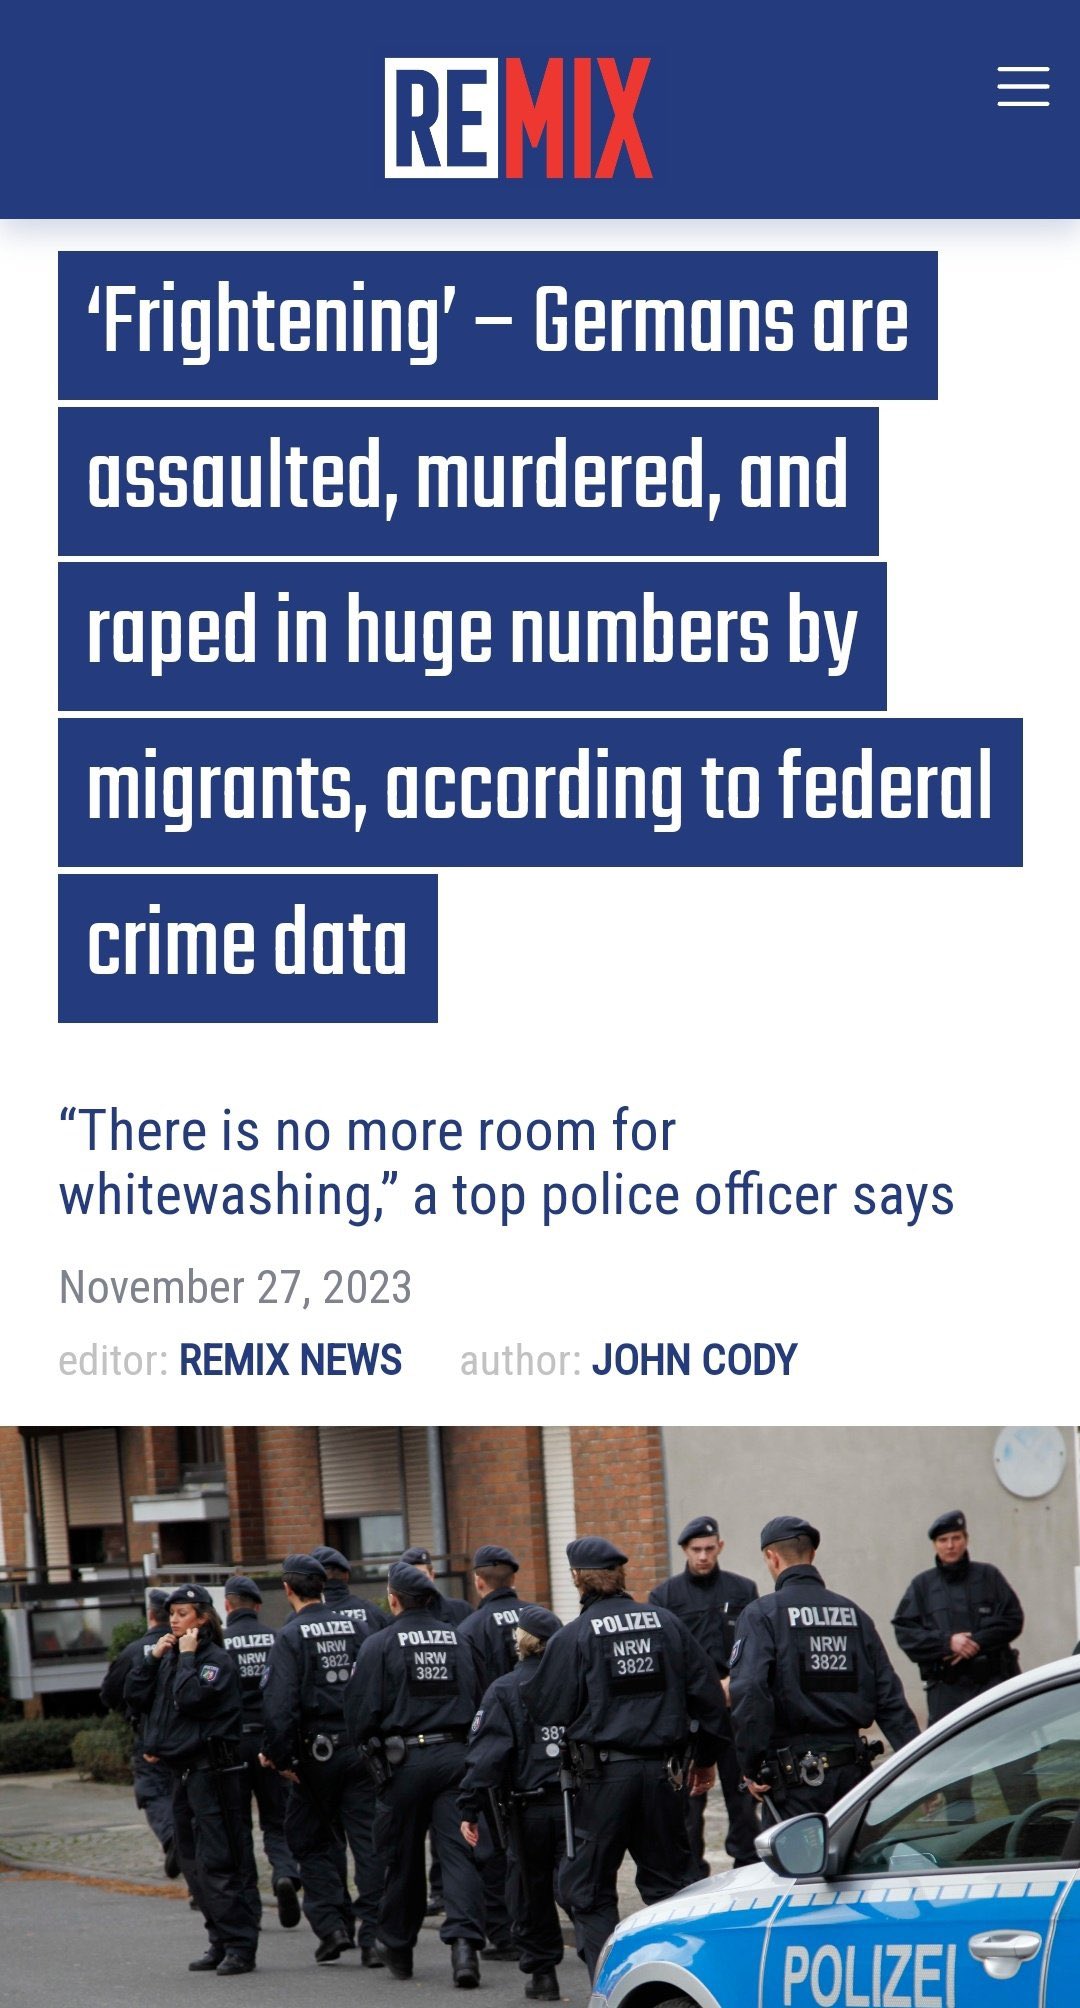 REMIX
‘Frightening’ – Germans are
assaulted, murdered, and
raped in huge numbers by
migrants, according to federal
crime data
“There is no more room for
whitewashing,” a top police officer says
November 27, 2023
editor: REMIX NEWS author: JOHN CODY
POLIZEI
NRW
3822
POLIZEI
NRW
3822
POLIZEI
NRW
3822
POLIZEI
NRW
3822
POLIZEI
NRW
3822
POLIZEI